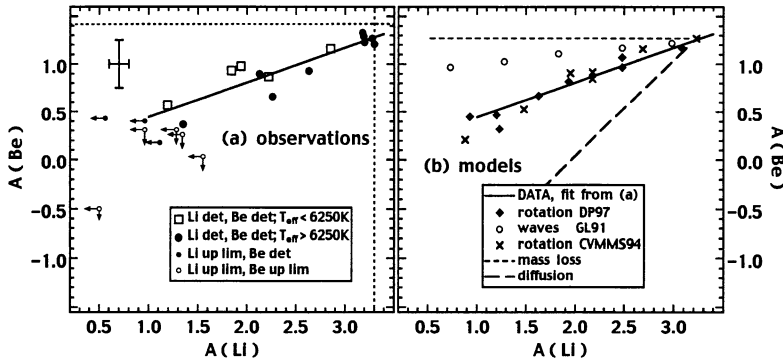 A (Be)
1.0
0.5
0.0
-0.5
-1.0
(a) observations
Li det, Be det; Teff < 6250K
Li det, Be det; Teff > 6250K
Li up lim, Be det
Li up lim, Be up lim
0.5 1.0 1.5 2.0 2.5 3.0
A (Li)
(b) models
DATA, fit from (a)
rotation DP97
waves GL91
rotation CVMMS94
mass loss
diffusion
0.5 1.0 1.5 2.0 2.5 3.0
A (Li)
1.0
0.5
0.0
-0.5
-1.0
A (Be)